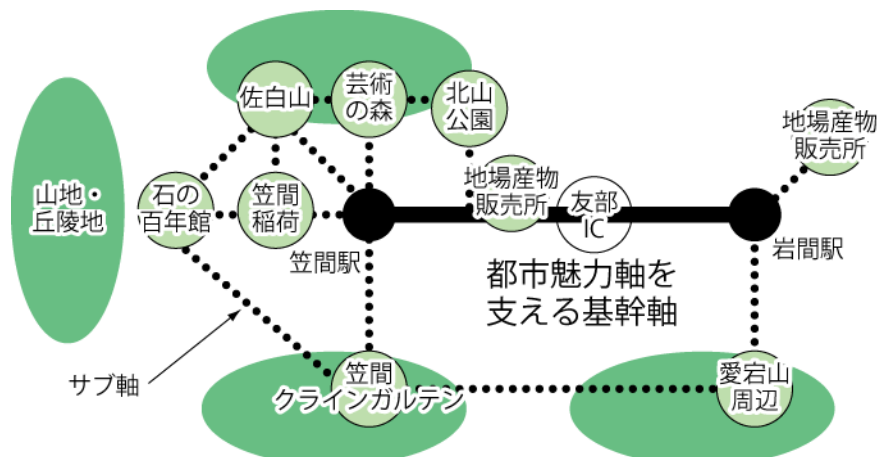 佐白山
芸術
の森
北山
公園
地場産物
販売所
山地・
丘陵地
石の
百年館
笠間
稲荷
地場産物
販売所
友部
IC
笠間駅
岩間駅
都市魅力軸を
支える基幹軸
サブ軸
笠間
クラインガルテン
愛宕山
周辺